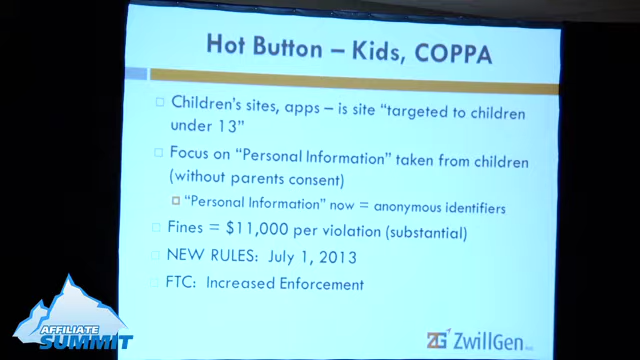 Hot Button – Kids, COPPA
Children's sites, apps – is site "targeted to children
under 13"
Focus on "Personal Information" taken from children
(without parents consent)
"Personal Information" now = anonymous identifiers
Fines = $11,000 per violation (substantial)
NEW RULES: July 1, 2013
FTC: Increased Enforcement
AFFILIATE
SUMMIT
ZG ZwillGen